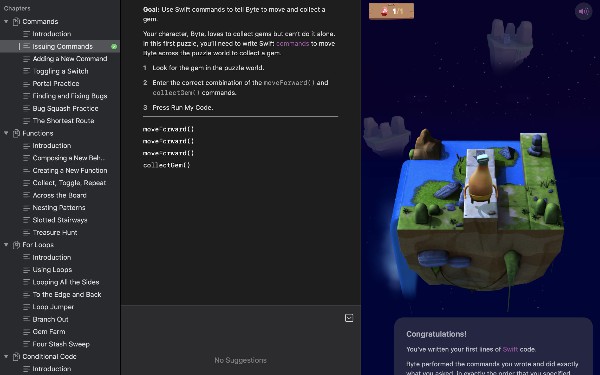 Chapters
Commands
Introduction
Issuing Commands
Adding a New Command
Toggling a Switch
Portal Practice
Finding and Fixing Bugs
Bug Squash Practice
The Shortest Route
Functions
Introduction
Composing a New Beh...
Creating a New Function
Collect, Toggle, Repeat
Across the Board
Nesting Patterns
Slotted Stairways
Treasure Hunt
For Loops
Introduction
Using Loops
Looping All the Sides
To the Edge and Back
Loop Jumper
Branch Out
Gem Farm
Four Stash Sweep
Conditional Code
Introduction
Goal: Use Swift commands to tell Byte to move and collect a
gem.
Your character, Byte, loves to collect gems but can't do it alone.
In this first puzzle, you'll need to write Swift commands to move
Byte across the puzzle world to collect a gem.
1 Look for the gem in the puzzle world.
2 Enter the correct combination of the moveForward() and
collectGem() commands.
3 Press Run My Code.
moveForward()
moveForward()
moveForward()
collectGem()
No Suggestions
1/1
Congratulations!
You've written your first lines of Swift code.
Byte performed the commands you wrote and did exactly
what you asked, in exactly the order that you specified.